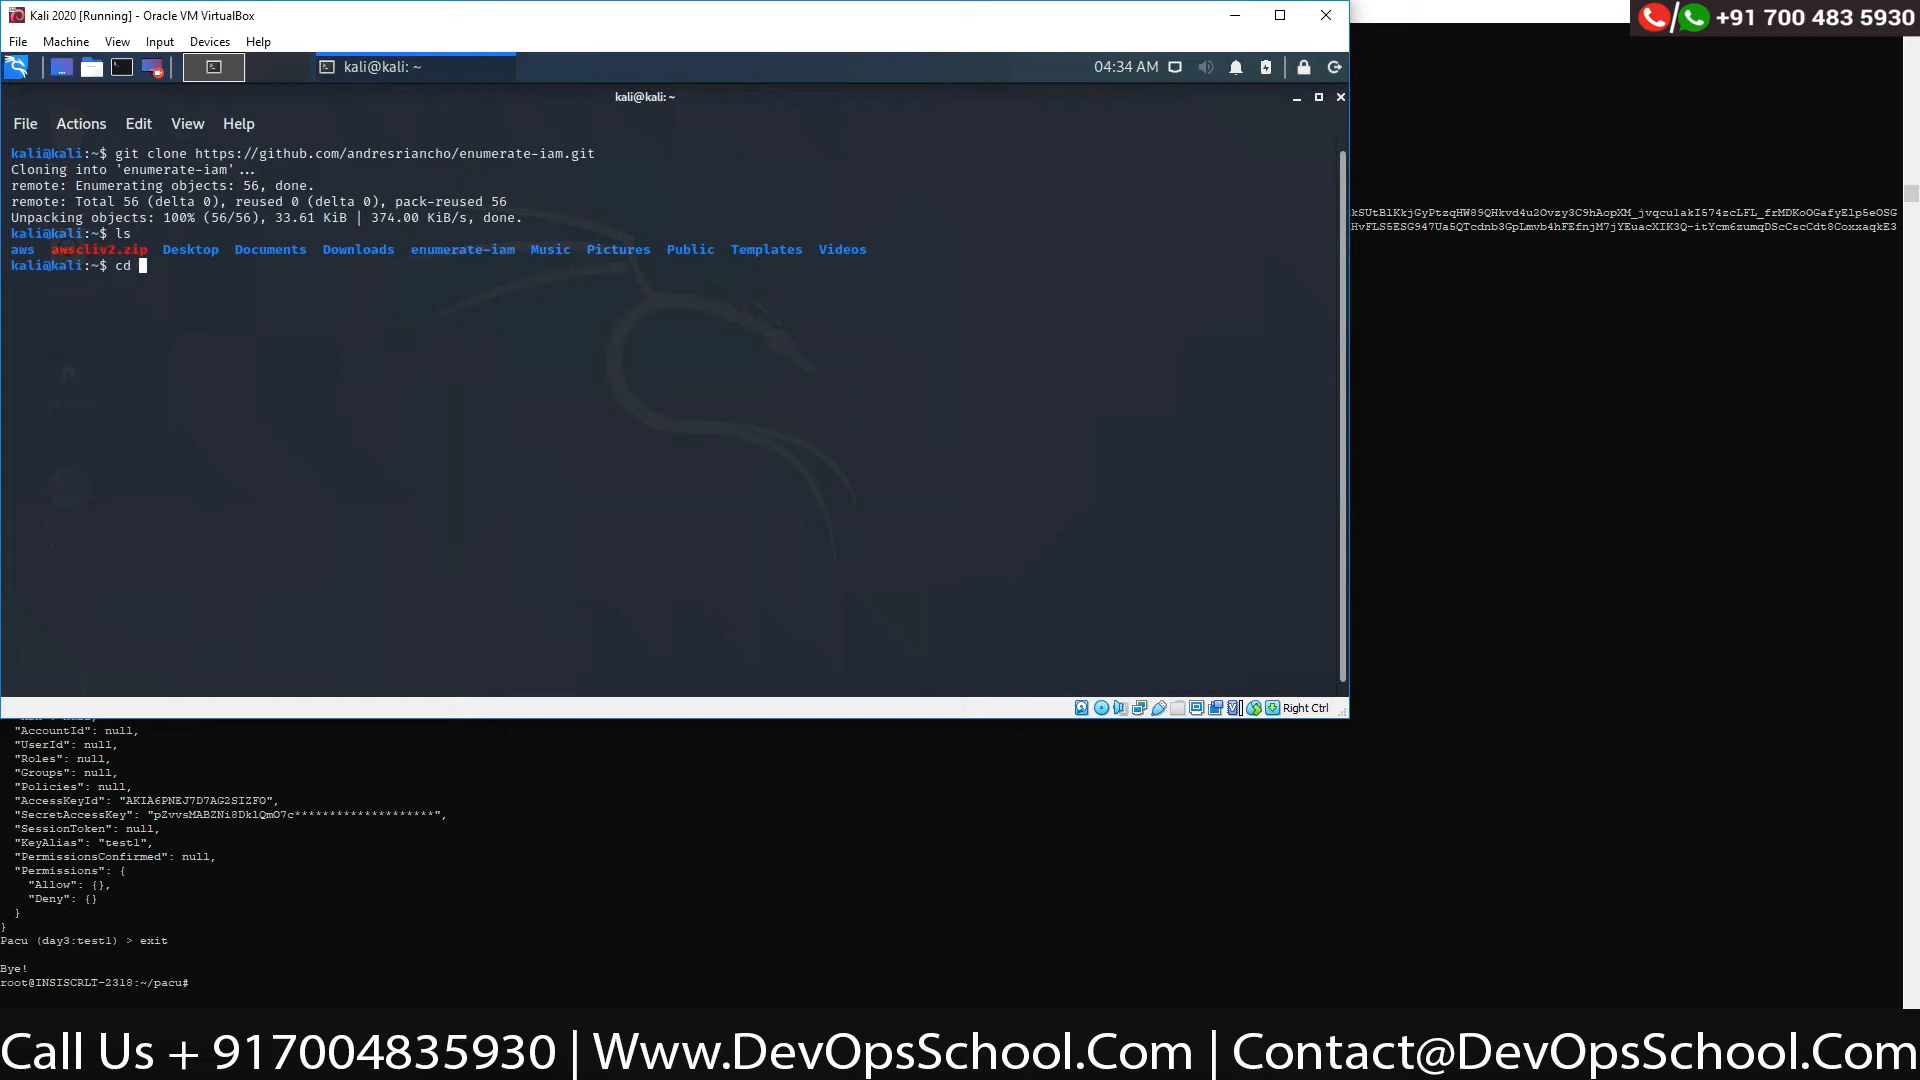 Kali 2020 [Running] - Oracle VM VirtualBox
+91 700 483 5930
File Machine View Input Devices Help
kali@kali: ~
04:34 AM
kali@kali: ~
File Actions Edit View Help
kali@kali:~$ git clone https://github.com/andresriancho/enumerate-iam.git
Cloning into 'enumerate-iam'...
remote: Enumerating objects: 56, done.
remote: Total 56 (delta 0), reused 0 (delta 0), pack-reused 56
Unpacking objects: 100% (56/56), 33.61 KiB | 374.00 KiB/s, done.
kali@kali:~$ ls
aws awscliv2.zip Desktop Documents Downloads enumerate-iam Music Pictures Public Templates Videos
kali@kali:~$ cd
Right Ctrl
"AccountId": null,
"UserId": null,
"Roles": null,
"Groups": null,
"Policies": null,
"AccessKeyId": "AKIA6PNEJ7D7AG2SIZFO",
"SecretAccessKey": "pZvvsMABZNi8DklQmO7c********************",
"SessionToken": null,
"KeyAlias": "test1",
"PermissionsConfirmed": null,
"Permissions": {
"Allow": {},
"Deny": {}
}
}
Pacu (day3:test1) > exit
Bye!
root@INSISCRLT-2318:~/pacu#
Call Us + 917004835930 | Www.DevOpsSchool.Com | Contact@DevOpsSchool.Com